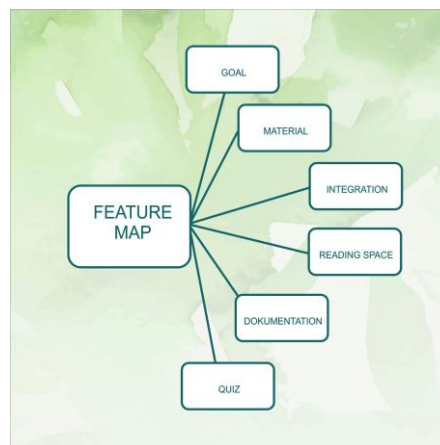 GOAL
MATERIAL
INTEGRATION
FEATURE
MAP
READING SPACE
DOKUMENTATION
QUIZ